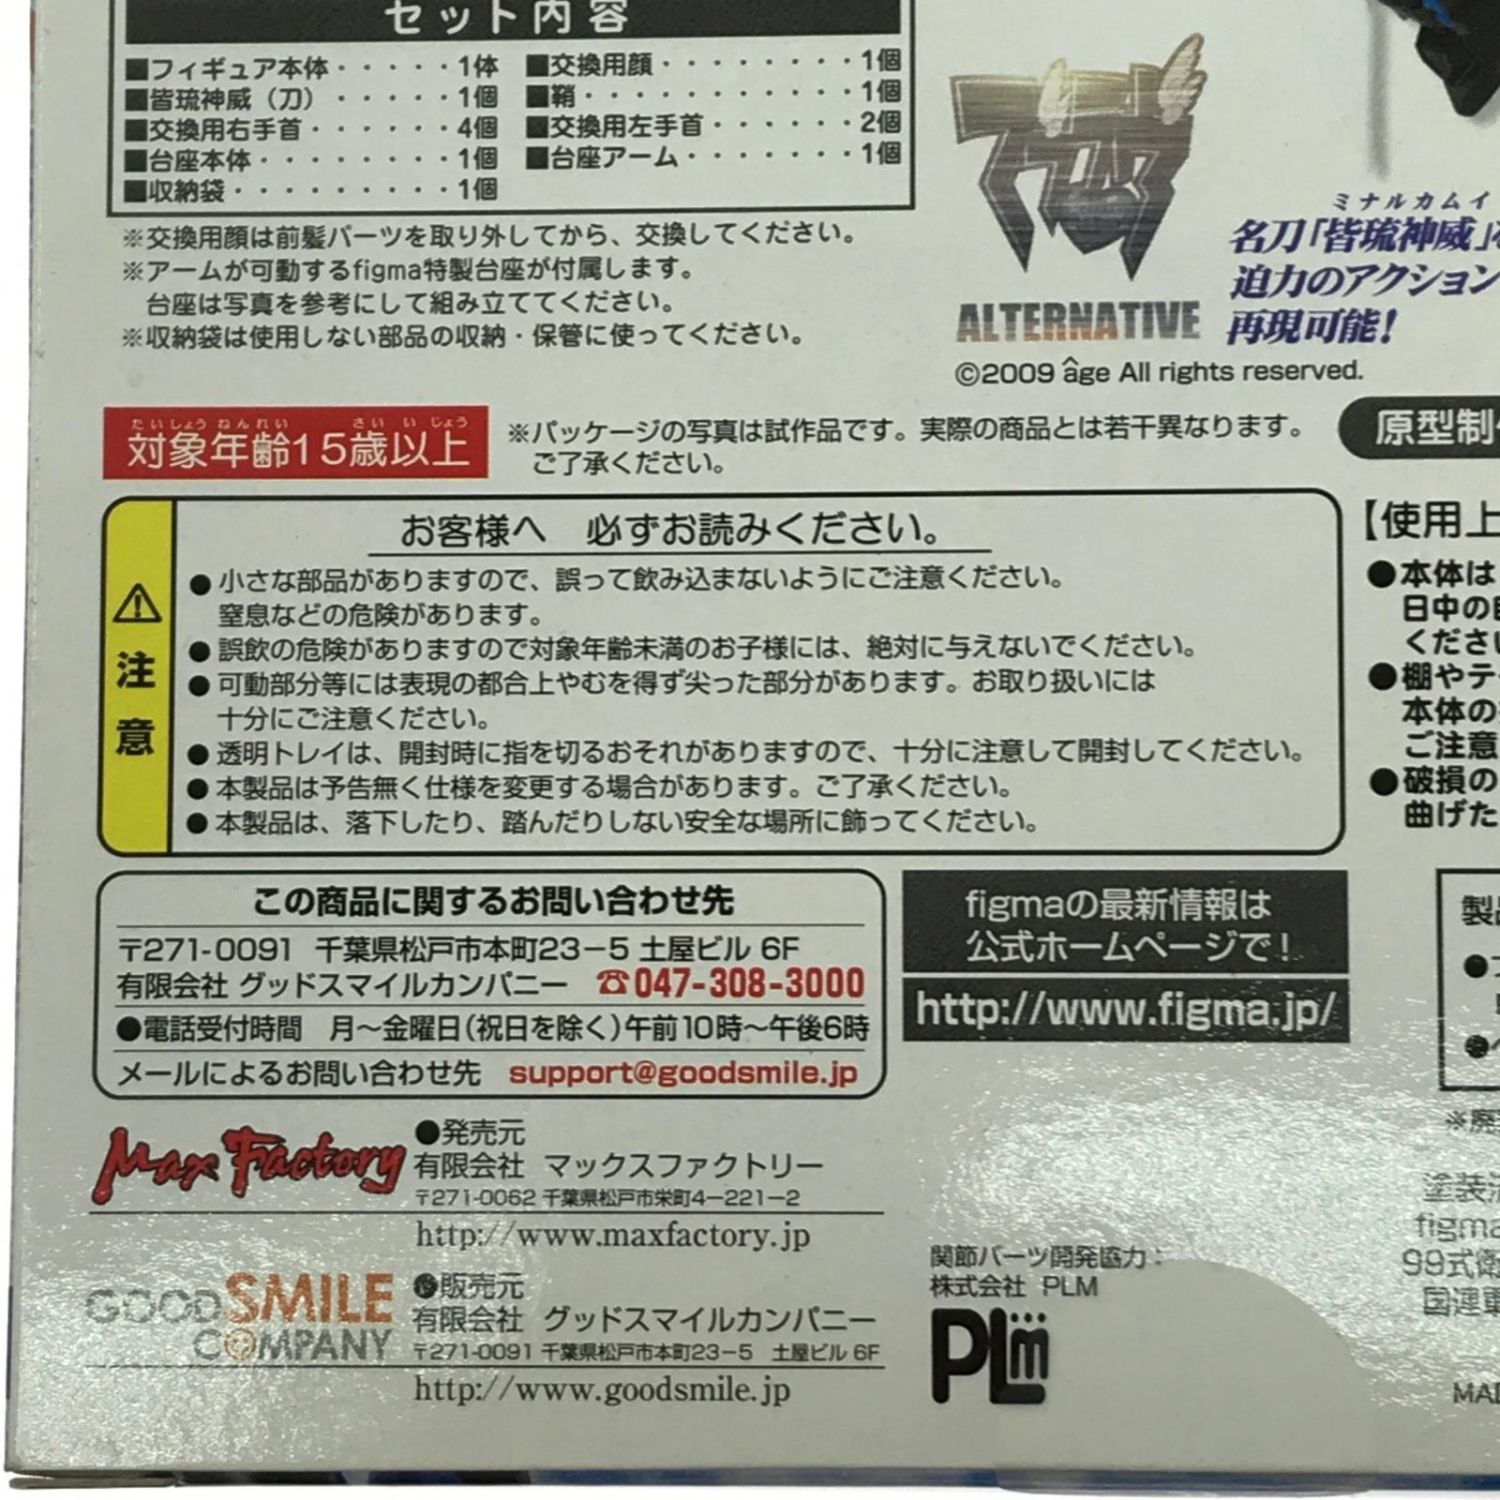 セット内容
■フィギュア本体・・・・・1体 ■交換用顔・・・・・・・・1個
■皆琉神威（刀）・・・・・1個 ■鞘・・・・・・・・・・・1個
■交換用右手首・・・・・・4個 ■交換用左手首・・・・・・2個
■台座本体・・・・・・・・1個 ■台座アーム・・・・・・・1個
■収納袋・・・・・・・・・1個
※交換用顔は前髪パーツを取り外してから、交換してください。
※アームが可動するfigma特製台座が付属します。
台座は写真を参考にして組み立ててください。
※収納袋は使用しない部品の収納・保管に使ってください。
ALTERNATIVE
©2009 âge All rights reserved.
ミナルカムイ
名刀「皆琉神威」
迫力のアクション
再現可能！
たいしょうねんれい さいいじょう
対象年齢15歳以上
※パッケージの写真は試作品です。実際の商品とは若干異なります。
ご了承ください。
原型制
注意
お客様へ 必ずお読みください。
●小さな部品がありますので、誤って飲み込まないようにご注意ください。
窒息などの危険があります。
●誤飲の危険がありますので対象年齢未満のお子様には、絶対に与えないでください。
●可動部分等には表現の都合上やむを得ず尖った部分があります。お取り扱いには
十分にご注意ください。
●透明トレイは、開封時に指を切るおそれがありますので、十分に注意して開封してください。
●本製品は予告無く仕様を変更する場合があります。ご了承ください。
●本製品は、落下したり、踏んだりしない安全な場所に飾ってください。
【使用上
●本体は
日中の
くださ
●棚やテ
本体の
ご注意
●破損の
曲げた
この商品に関するお問い合わせ先
〒271-0091 千葉県松戸市本町23－5 土屋ビル 6F
有限会社 グッドスマイルカンパニー ☎047-308-3000
●電話受付時間 月～金曜日（祝日を除く）午前10時～午後6時
メールによるお問い合わせ先 support@goodsmile.jp
figmaの最新情報は
公式ホームページで！
http://www.figma.jp/
製
※廃
Max Factory
●発売元
有限会社 マックスファクトリー
〒271-0062 千葉県松戸市栄町4－221－2
http://www.maxfactory.jp
GOOD SMILE
COMPANY
●販売元
有限会社 グッドスマイルカンパニー
〒271-0091 千葉県松戸市本町23－5 土屋ビル 6F
http://www.goodsmile.jp
関節パーツ開発協力：
株式会社 PLM
PLM
塗装
figma
99式衛
国連軍
MAD